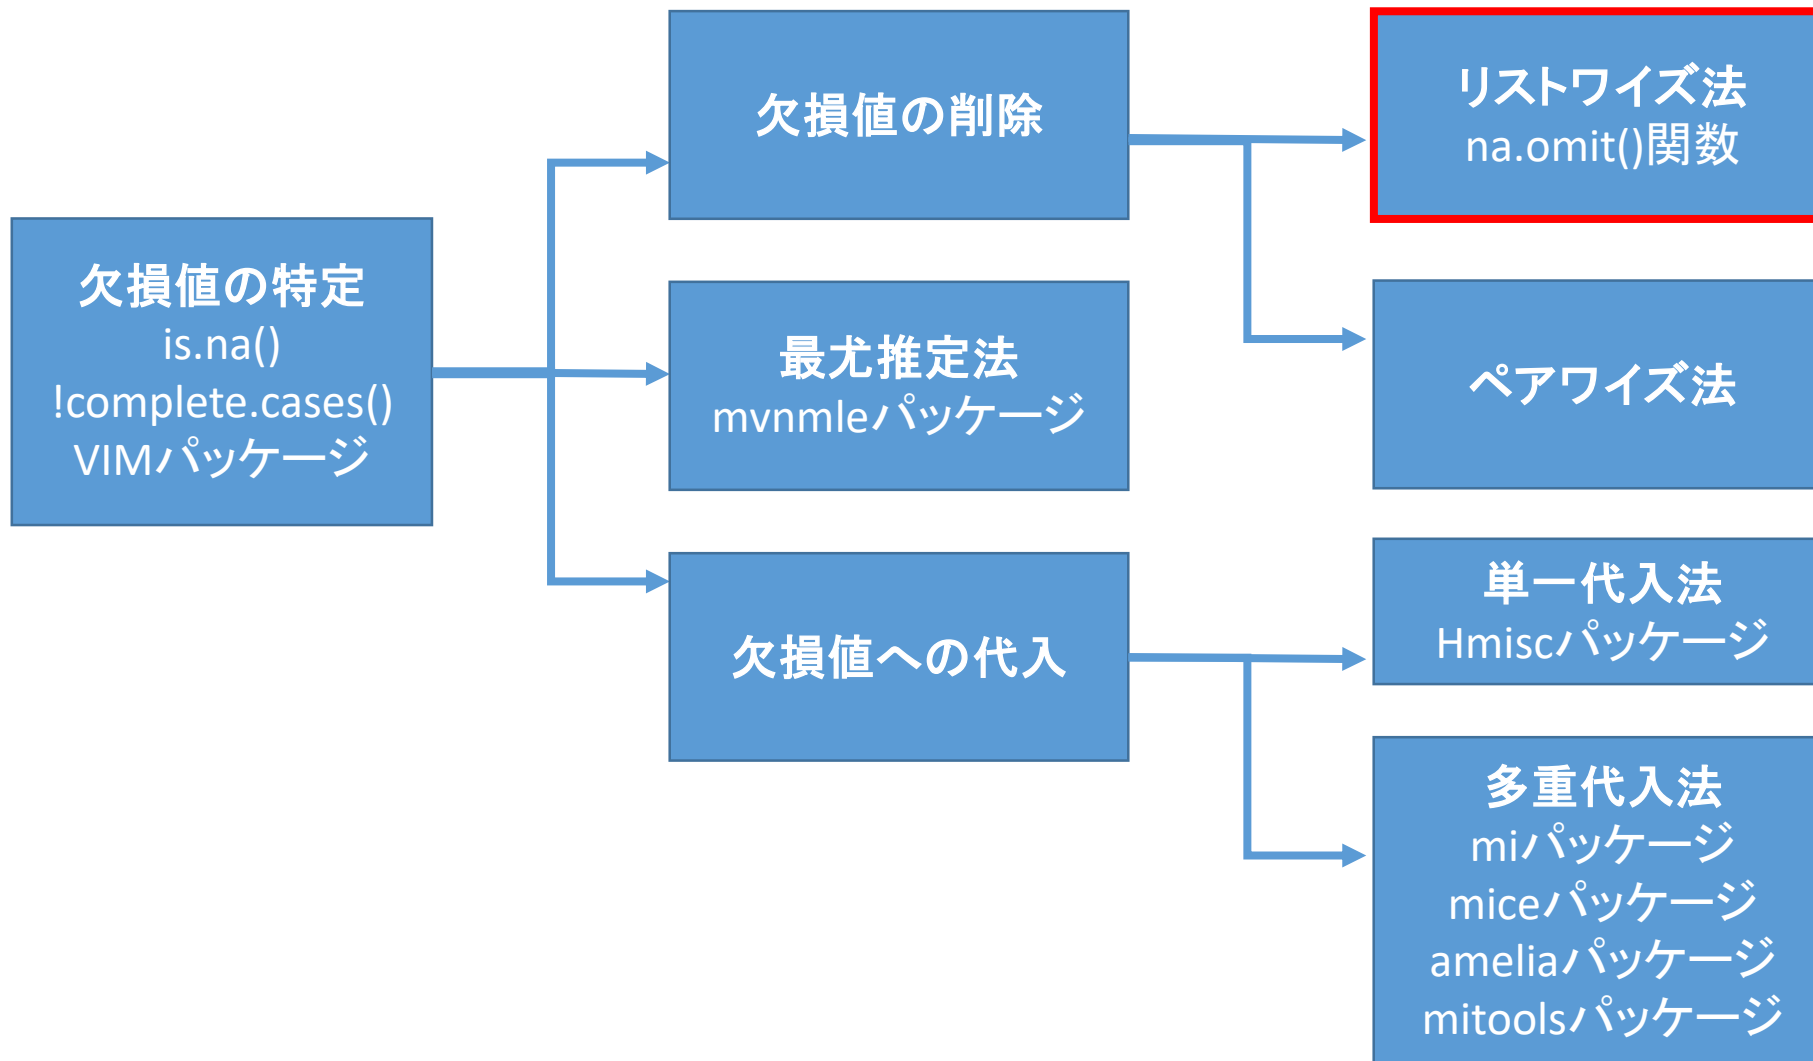 欠損値の特定
is.na()
!complete.cases()
VIMパッケージ
欠損値の削除
最尤推定法
mvnmleパッケージ
欠損値への代入
リストワイズ法
na.omit()関数
ペアワイズ法
単一代入法
Hmiscパッケージ
多重代入法
miパッケージ
miceパッケージ
ameliaパッケージ
mitoolsパッケージ